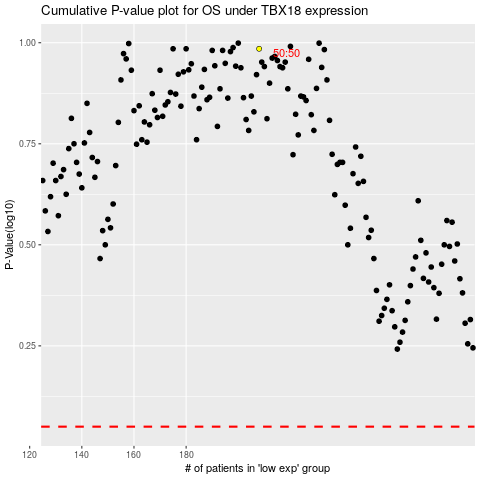 Cumulative P-value plot for OS under TBX18 expression
1.00
50:50
0.75
P-Value(log10)
0.50
0.25
120 140 160 180
# of patients in 'low exp' group